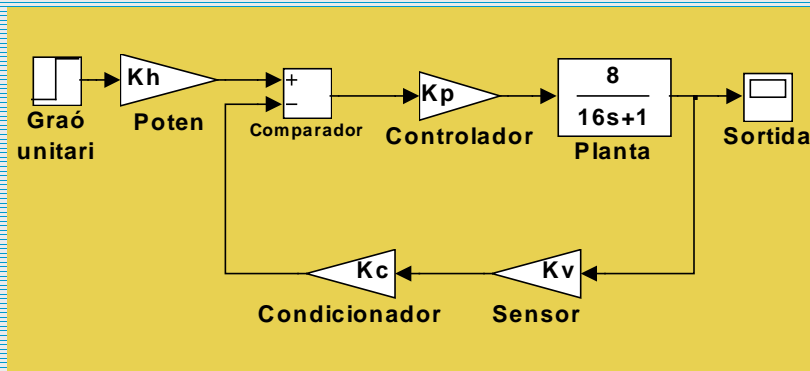 Graó
unitari
Kh
Poten
+
−
Comparador
Kp
Controlador
8
16s+1
Planta
Sortida
Kc
Condicionador
Kv
Sensor